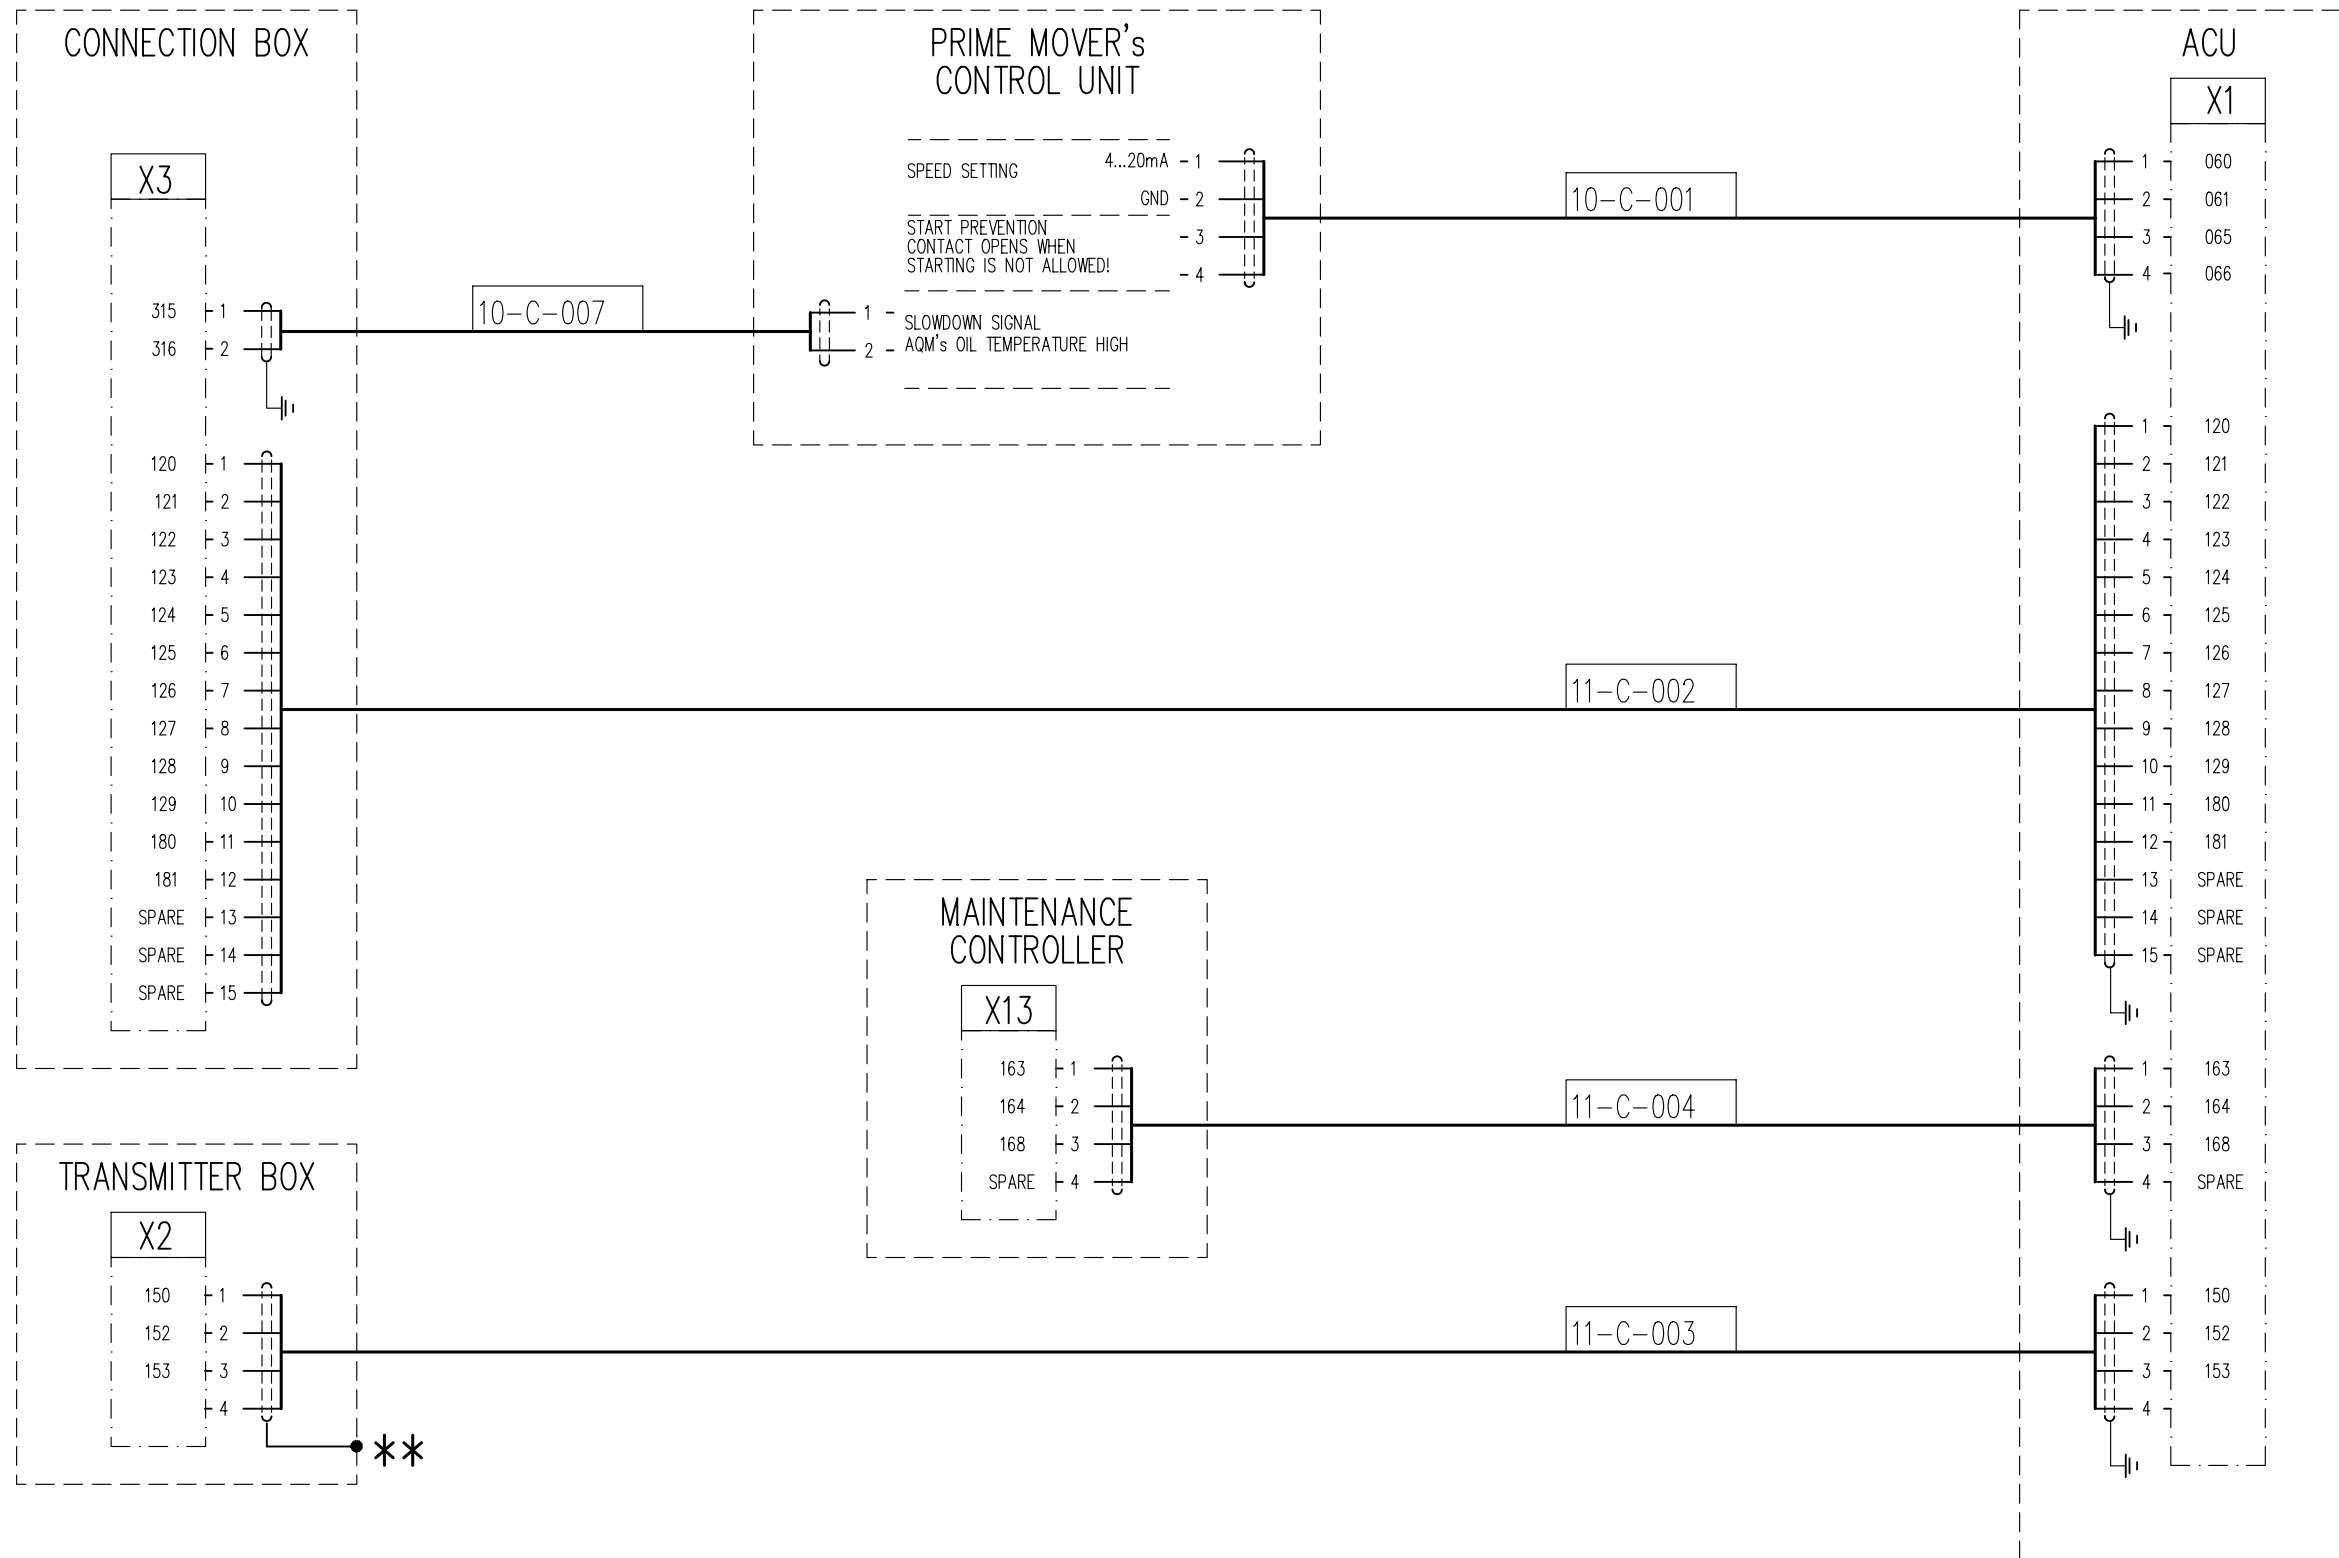 CONNECTION BOX
X3
315 1
316 2
120 1
121 2
122 3
123 4
124 5
125 6
126 7
127 8
128 9
129 10
180 11
181 12
SPARE 13
SPARE 14
SPARE 15
10-C-007
PRIME MOVER's
CONTROL UNIT
SPEED SETTING
4...20mA - 1
GND - 2
START PREVENTION
CONTACT OPENS WHEN
STARTING IS NOT ALLOWED!
- 3
- 4
1 -
2 -
SLOWDOWN SIGNAL
AQM's OIL TEMPERATURE HIGH
10-C-001
11-C-002
MAINTENANCE
CONTROLLER
X13
163 1
164 2
168 3
SPARE 4
11-C-004
TRANSMITTER BOX
X2
150 1
152 2
153 3
4
**
11-C-003
ACU
X1
1 060
2 061
3 065
4 066
1 120
2 121
3 122
4 123
5 124
6 125
7 126
8 127
9 128
10 129
11 180
12 181
13 SPARE
14 SPARE
15 SPARE
1 163
2 164
3 168
4 SPARE
1 150
2 152
3 153
4